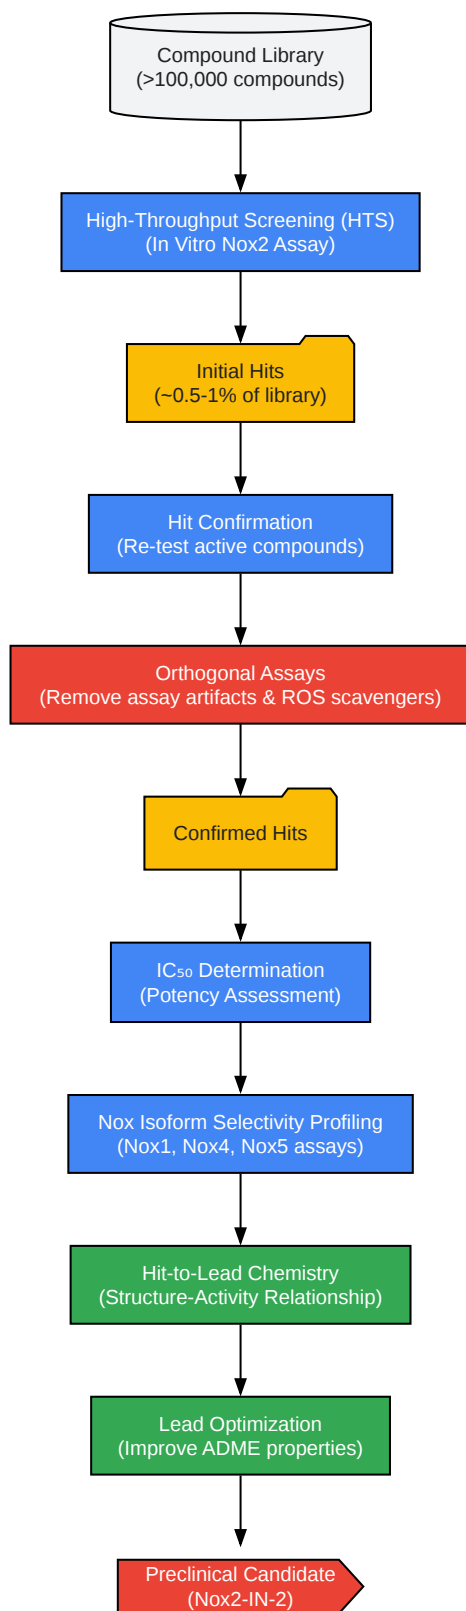 Compound Library
(>100,000 compounds)
High-Throughput Screening (HTS)
(In Vitro Nox2 Assay)
Initial Hits
(~0.5-1% of library)
Hit Confirmation
(Re-test active compounds)
Orthogonal Assays
(Remove assay artifacts & ROS scavengers)
Confirmed Hits
IC₅₀ Determination
(Potency Assessment)
Nox Isoform Selectivity Profiling
(Nox1, Nox4, Nox5 assays)
Hit-to-Lead Chemistry
(Structure-Activity Relationship)
Lead Optimization
(Improve ADME properties)
Preclinical Candidate
(Nox2-IN-2)